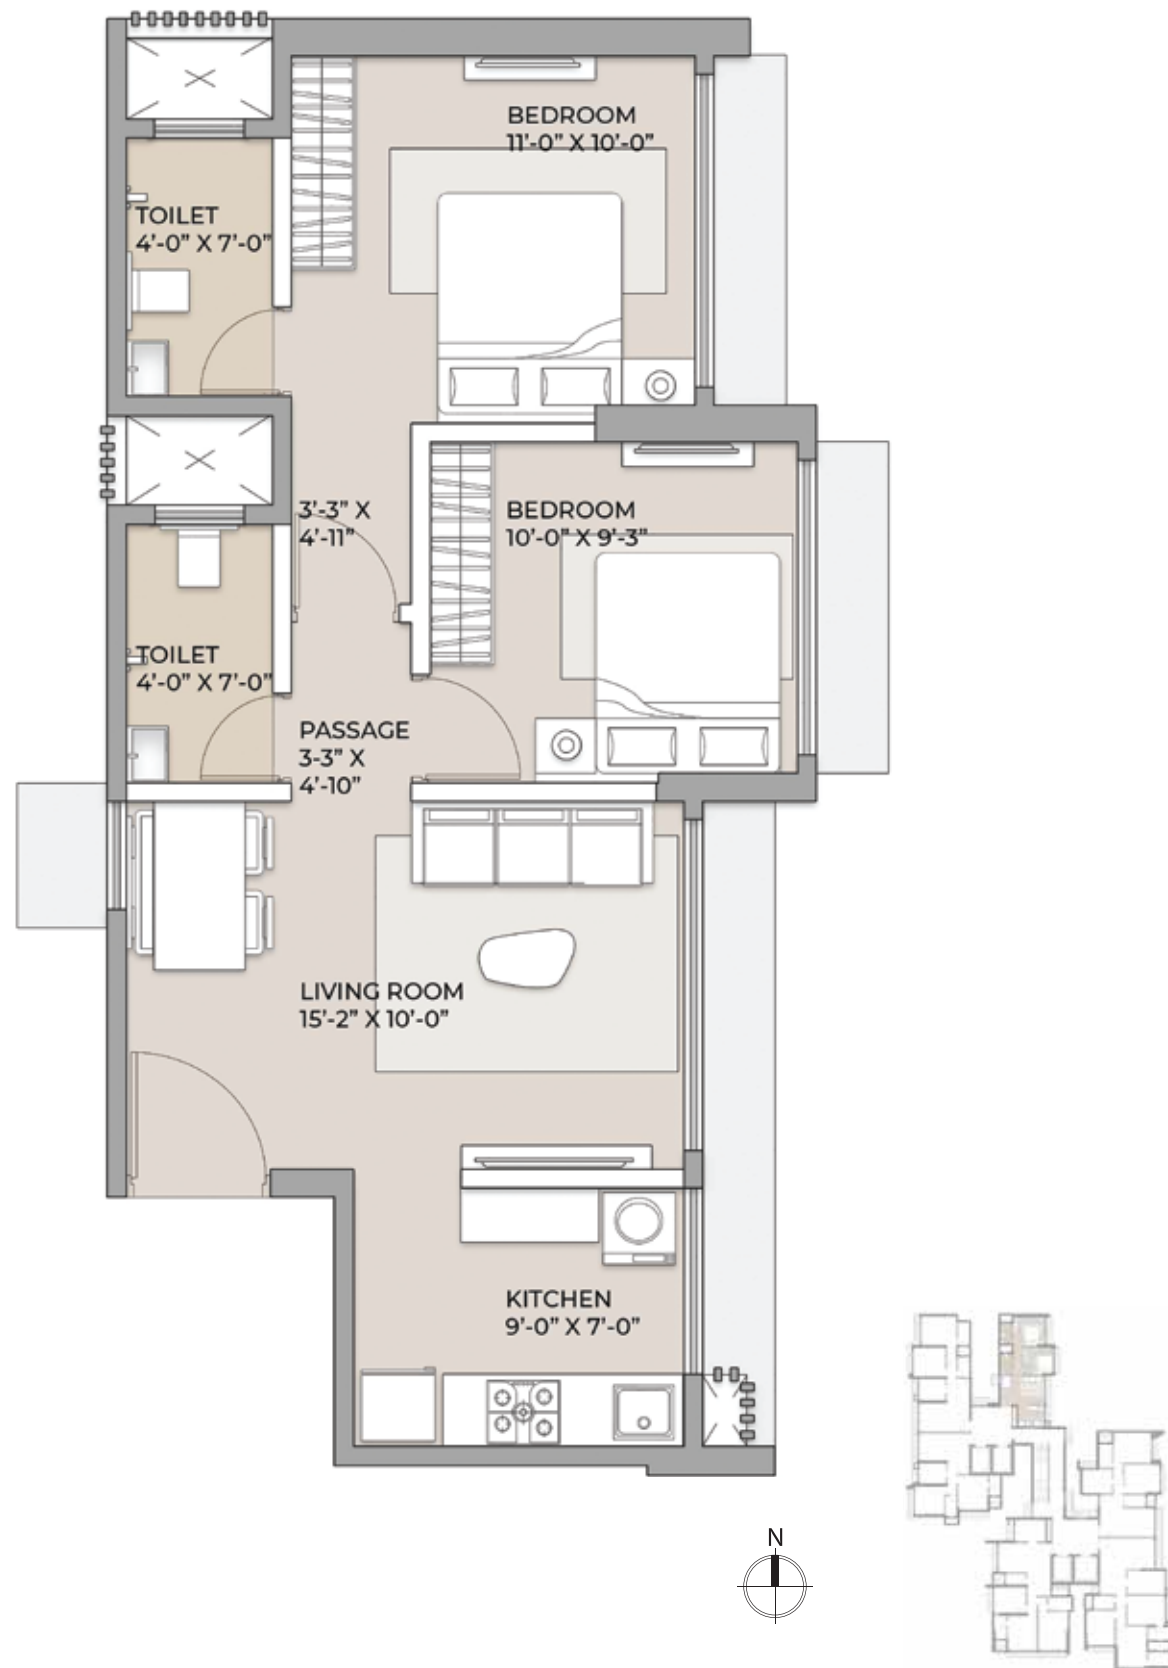 BEDROOM
11’-0” X 10’-0”
TOILET
4’-0” X 7’-0”
3’-3” X
4’-11”
BEDROOM
10’-0” X 9’-3”
TOILET
4’-0” X 7’-0”
PASSAGE
3-3” X
4’-10”
LIVING ROOM
15’-2” X 10’-0”
KITCHEN
9’-0” X 7’-0”
N